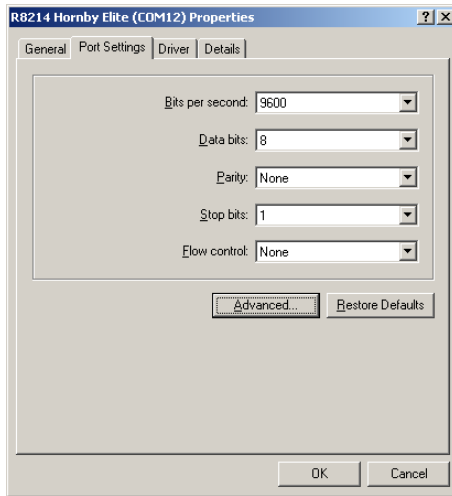 R8214 Hornby Elite (COM12) Properties
General Port Settings Driver Details
Bits per second: 9600
Data bits: 8
Parity: None
Stop bits: 1
Flow control: None
Advanced... Restore Defaults
OK Cancel